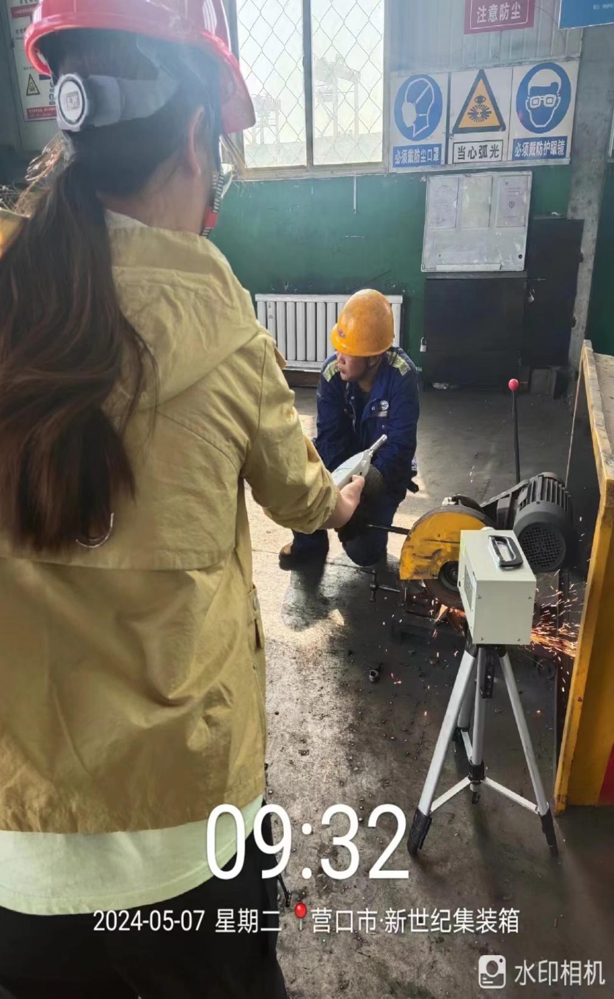 注意防尘
必须戴防尘口罩
当心弧光
必须戴防护眼镜
09:32
2024-05-07 星期二 营口市·新世纪集装箱
水印相机